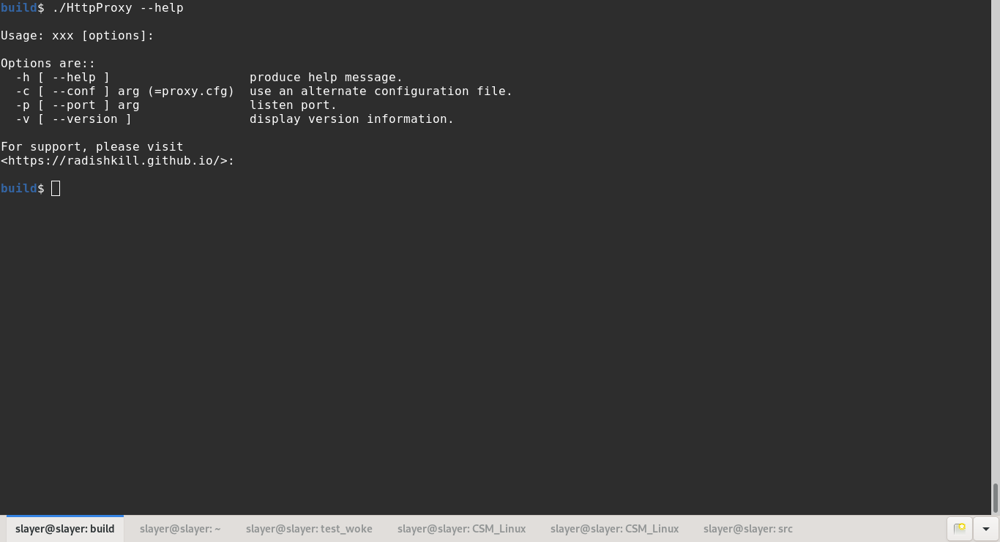 build$ ./HttpProxy --help
Usage: xxx [options]:
Options are::
  -h [ --help ]                   produce help message.
  -c [ --conf ] arg (=proxy.cfg)  use an alternate configuration file.
  -p [ --port ] arg               listen port.
  -v [ --version ]                display version information.
For support, please visit
<https://radishkill.github.io/>:
build$
slayer@slayer: build slayer@slayer: ~ slayer@slayer: test_woke slayer@slayer: CSM_Linux slayer@slayer: CSM_Linux slayer@slayer: src